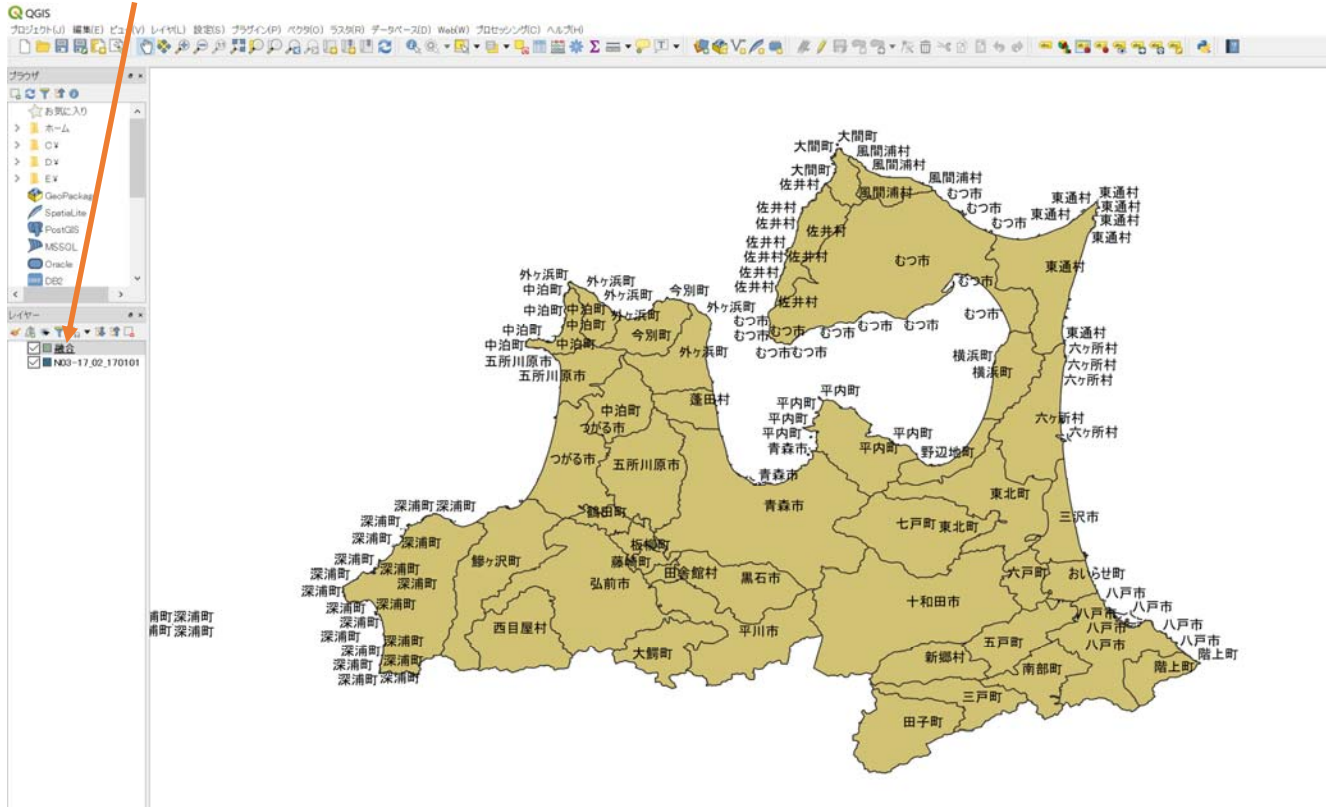 QGIS
プロジェクト(J) 編集(E) ビュー(V) レイヤ(L) 設定(S) プラグイン(P) ベクタ(O) ラスタ(R) データベース(D) Web(W) プロセッシング(C) ヘルプ(H)
ブラウザ
お気に入り
ホーム
C¥
D¥
E¥
GeoPackag
SpatiaLite
PostGIS
MSSQL
Oracle
DB2
レイヤー
融合
N03-17_02_170101
大間町
大間町
風間浦村
風間浦村
大間町
風間浦村
佐井村
風間浦村
むつ市
東通村
東通村
佐井村
むつ市
東通村
東通村
佐井村
むつ市
東通村
佐井村
東通村
佐井村
佐井村
佐井村
むつ市
東通村
佐井村
佐井村
むつ市
佐井村
むつ市
外ヶ浜町
外ヶ浜町
中泊町
外ヶ浜町
今別町
外ヶ浜町
中泊町
中泊町
外ヶ浜町
むつ市
中泊町
中泊町
今別町
むつ市
むつ市
むつ市
むつ市
むつ市
東通村
中泊町
中泊町
外ヶ浜町
むつ市
むつ市
横浜町
六ヶ所村
五所川原市
六ヶ所村
五所川原市
横浜町
六ヶ所村
蓬田村
平内町
平内町
中泊町
平内町
六ヶ所村
つがる市
平内町
平内町
六ヶ所村
青森市
平内町
野辺地町
つがる市
五所川原市
青森市
東北町
深浦町
深浦町
青森市
深浦町
鶴田町
七戸町
東北町
三沢市
深浦町
深浦町
板柳町
鰺ヶ沢町
藤崎町
深浦町
深浦町
深浦町
深浦町
弘前市
田舎館村
黒石市
六戸町
おいらせ町
深浦町
深浦町
深浦町
十和田市
八戸市
八戸市
浦町
深浦町
深浦町
八戸市
八戸市
浦町
深浦町
西目屋村
平川市
八戸市
深浦町
深浦町
五戸町
八戸市
八戸市
深浦町
深浦町
深浦町
大鰐町
新郷村
南部町
階上町
階上町
深浦町
深浦町
三戸町
田子町